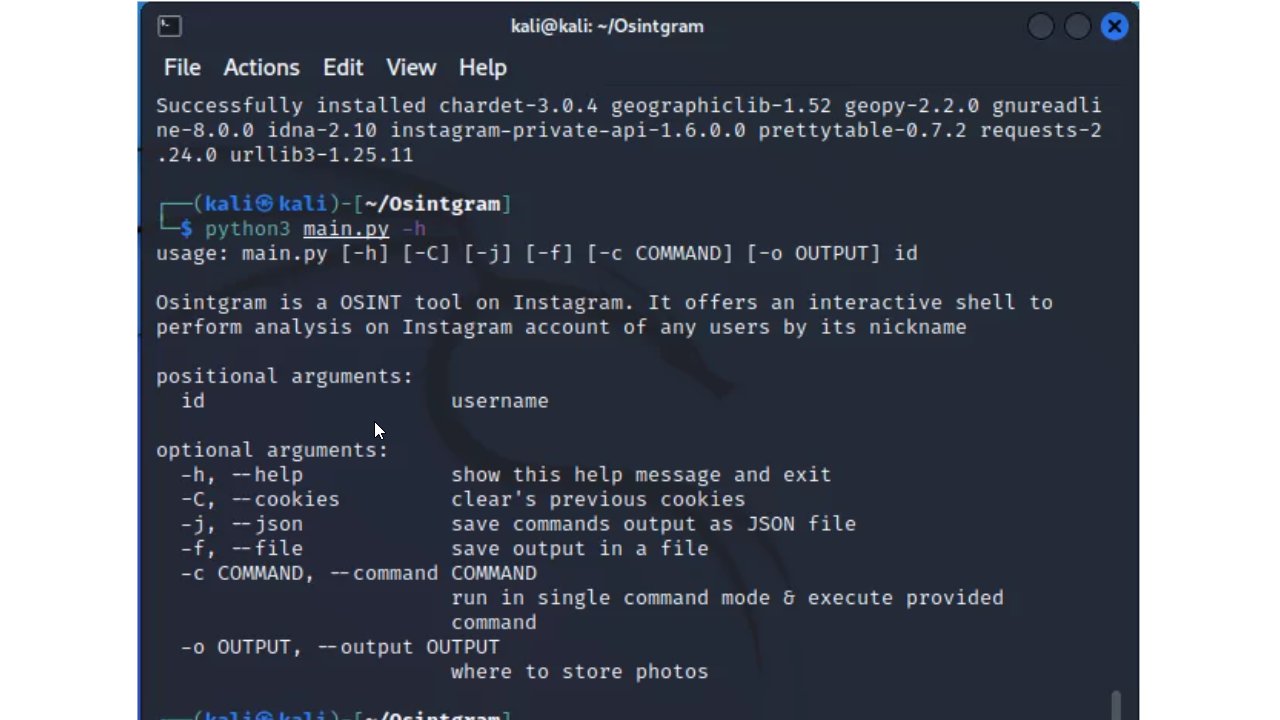 kali@kali: ~/Osintgram
File Actions Edit View Help
Successfully installed chardet-3.0.4 geographiclib-1.52 geopy-2.2.0 gnureadli
ne-8.0.0 idna-2.10 instagram-private-api-1.6.0.0 prettytable-0.7.2 requests-2
.24.0 urllib3-1.25.11
┌──(kali㉿kali)-[~/Osintgram]
└─$ python3 main.py -h
usage: main.py [-h] [-C] [-j] [-f] [-c COMMAND] [-o OUTPUT] id
Osintgram is a OSINT tool on Instagram. It offers an interactive shell to
perform analysis on Instagram account of any users by its nickname
positional arguments:
id username
optional arguments:
-h, --help show this help message and exit
-C, --cookies clear's previous cookies
-j, --json save commands output as JSON file
-f, --file save output in a file
-c COMMAND, --command COMMAND
run in single command mode & execute provided
command
-o OUTPUT, --output OUTPUT
where to store photos
┌──(kali㉿kali)-[~/Osintgram]